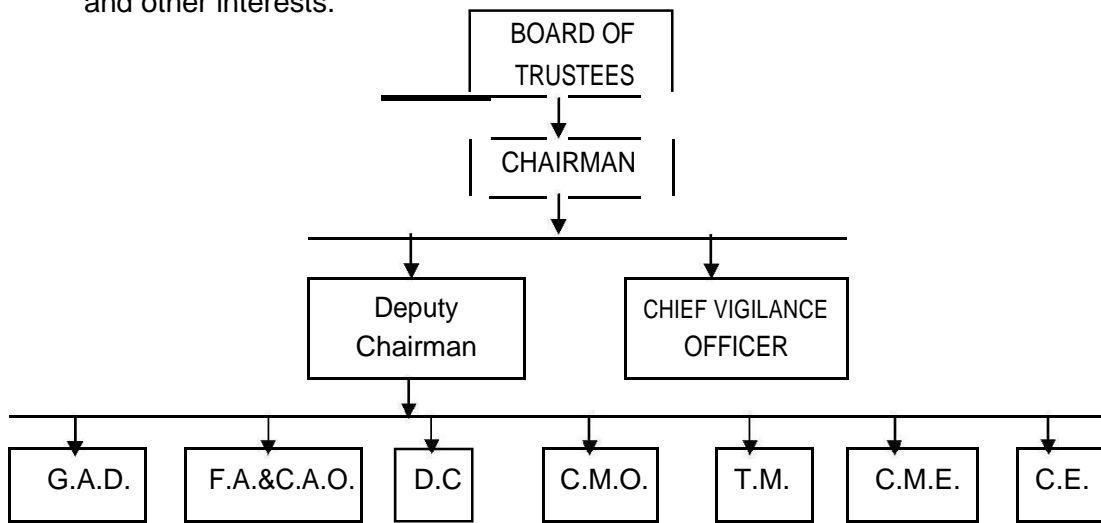 and other interests.
BOARD OF
TRUSTEES
CHAIRMAN
Deputy
Chairman
CHIEF VIGILANCE
OFFICER
G.A.D.
F.A.&C.A.O.
D.C
C.M.O.
T.M.
C.M.E.
C.E.